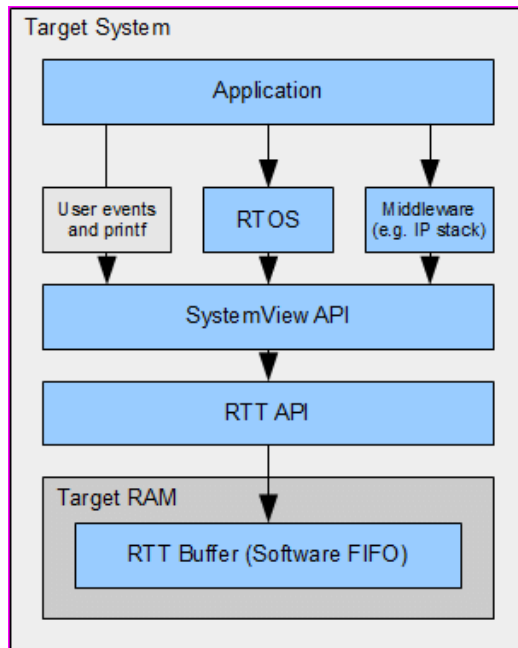 Target System
Application
User events
and printf
RTOS
Middleware
(e.g. IP stack)
SystemView API
RTT API
Target RAM
RTT Buffer (Software FIFO)